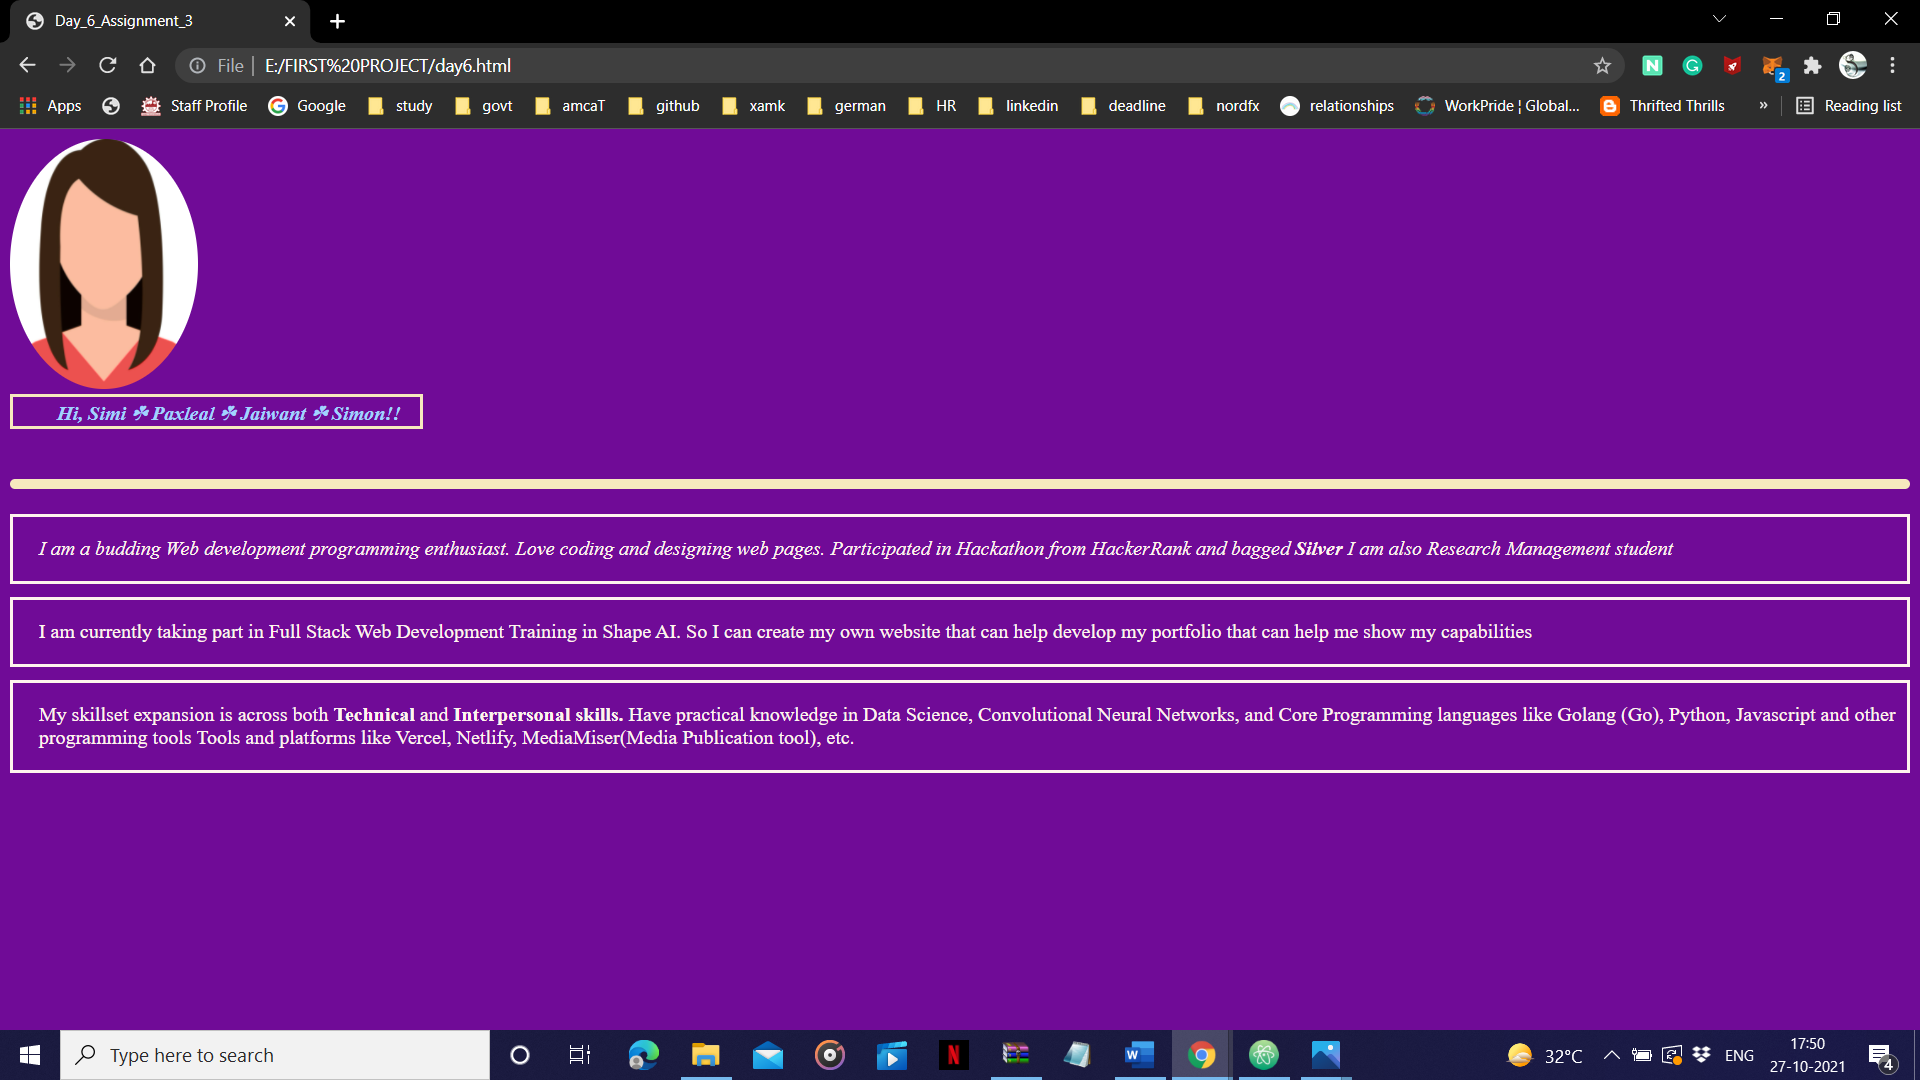 Day_6_Assignment_3
File | E:/FIRST%20PROJECT/day6.html
2
Apps Staff Profile Google study govt amcaT github xamk german HR linkedin deadline nordfx relationships WorkPride ¦ Global... Thrifted Thrills » Reading list
Hi, Simi ☘ Paxleal ☘ Jaiwant ☘ Simon!!
I am a budding Web development programming enthusiast. Love coding and designing web pages. Participated in Hackathon from HackerRank and bagged Silver I am also Research Management student
I am currently taking part in Full Stack Web Development Training in Shape AI. So I can create my own website that can help develop my portfolio that can help me show my capabilities
My skillset expansion is across both Technical and Interpersonal skills. Have practical knowledge in Data Science, Convolutional Neural Networks, and Core Programming languages like Golang (Go), Python, Javascript and other
programming tools Tools and platforms like Vercel, Netlify, MediaMiser(Media Publication tool), etc.
Type here to search
32°C
ENG
17:50
27-10-2021
4